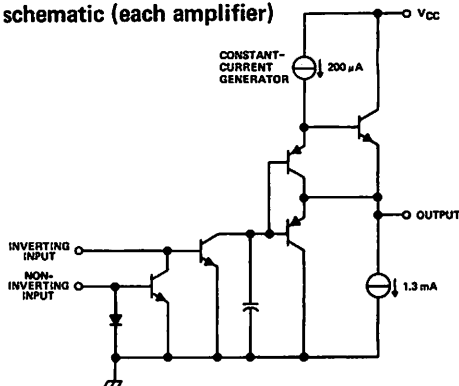 schematic (each amplifier)
VCC
CONSTANT-
CURRENT
GENERATOR
200 μA
OUTPUT
INVERTING
INPUT
NON-
INVERTING
INPUT
1.3 mA